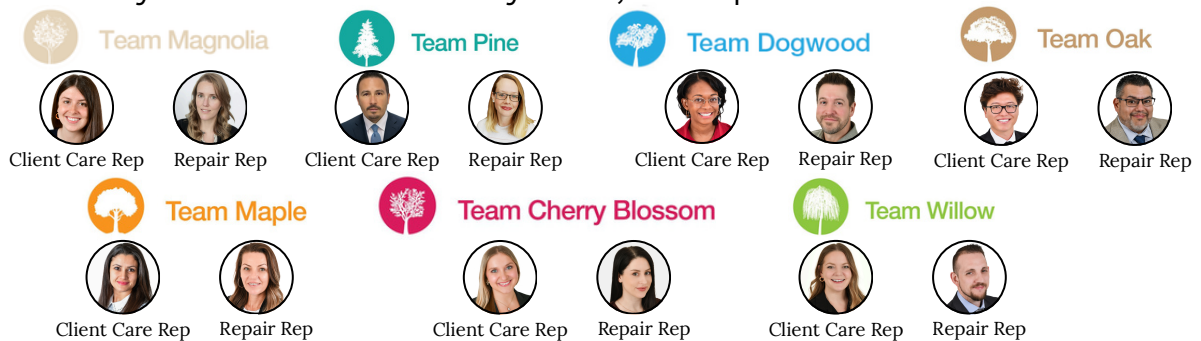 Team Magnolia
Team Pine
Team Dogwood
Team Oak
Client Care Rep
Repair Rep
Client Care Rep
Repair Rep
Client Care Rep
Repair Rep
Client Care Rep
Repair Rep
Team Maple
Team Cherry Blossom
Team Willow
Client Care Rep
Repair Rep
Client Care Rep
Repair Rep
Client Care Rep
Repair Rep